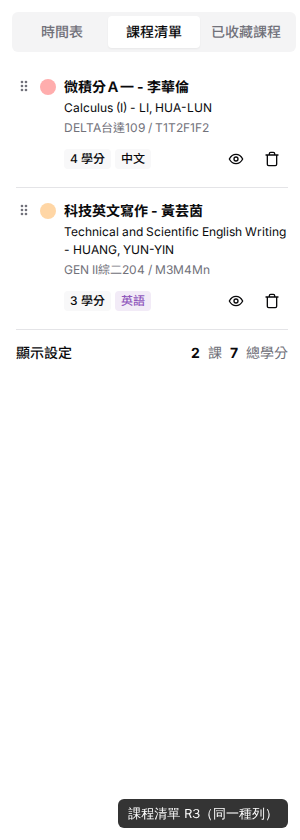 時間表 課程清單 已收藏課程
微積分A一 - 李華倫
Calculus (I) - LI, HUA-LUN
DELTA台達109 / T1T2F1F2
4 學分 中文
科技英文寫作 - 黃芸茵
Technical and Scientific English Writing
- HUANG, YUN-YIN
GEN II綜二204 / M3M4Mn
3 學分 英語
顯示設定 2 課 7 總學分
課程清單 R3（同一種列）